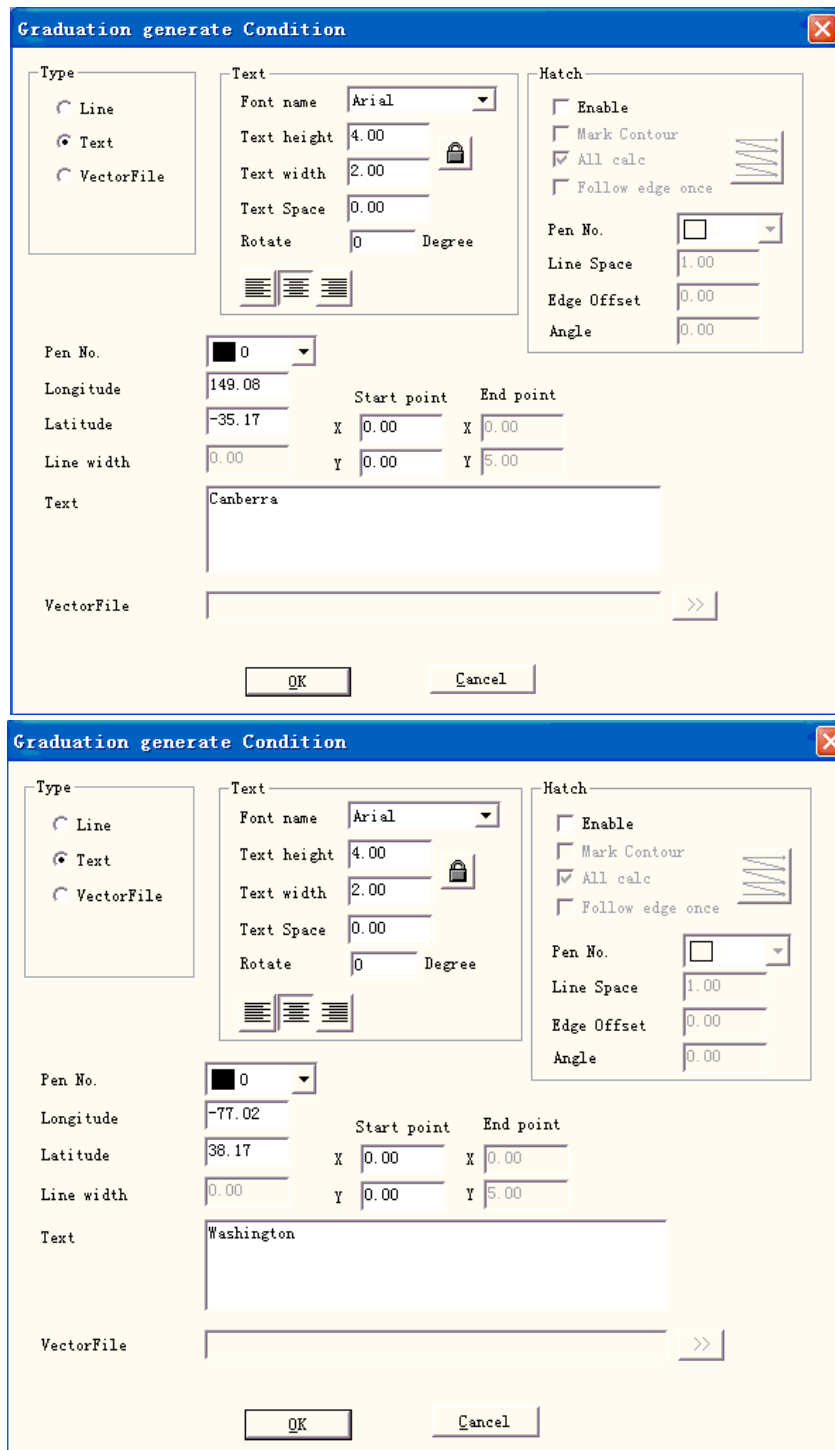 Graduation generate Condition
Type
Line
Text
VectorFile
Text
Font name Arial
Text height 4.00
Text width 2.00
Text Space 0.00
Rotate 0 Degree
Hatch
Enable
Mark Contour
All calc
Follow edge once
Pen No.
Line Space 1.00
Edge Offset 0.00
Angle 0.00
Pen No. 0
Longitude 149.08
Start point End point
Latitude -35.17 X 0.00 X 0.00
Line width 0.00 Y 0.00 Y 5.00
Text Canberra
VectorFile >>
OK Cancel
Graduation generate Condition
Type
Line
Text
VectorFile
Text
Font name Arial
Text height 4.00
Text width 2.00
Text Space 0.00
Rotate 0 Degree
Hatch
Enable
Mark Contour
All calc
Follow edge once
Pen No.
Line Space 1.00
Edge Offset 0.00
Angle 0.00
Pen No. 0
Longitude -77.02
Start point End point
Latitude 38.17 X 0.00 X 0.00
Line width 0.00 Y 0.00 Y 5.00
Text Washington
VectorFile >>
OK Cancel